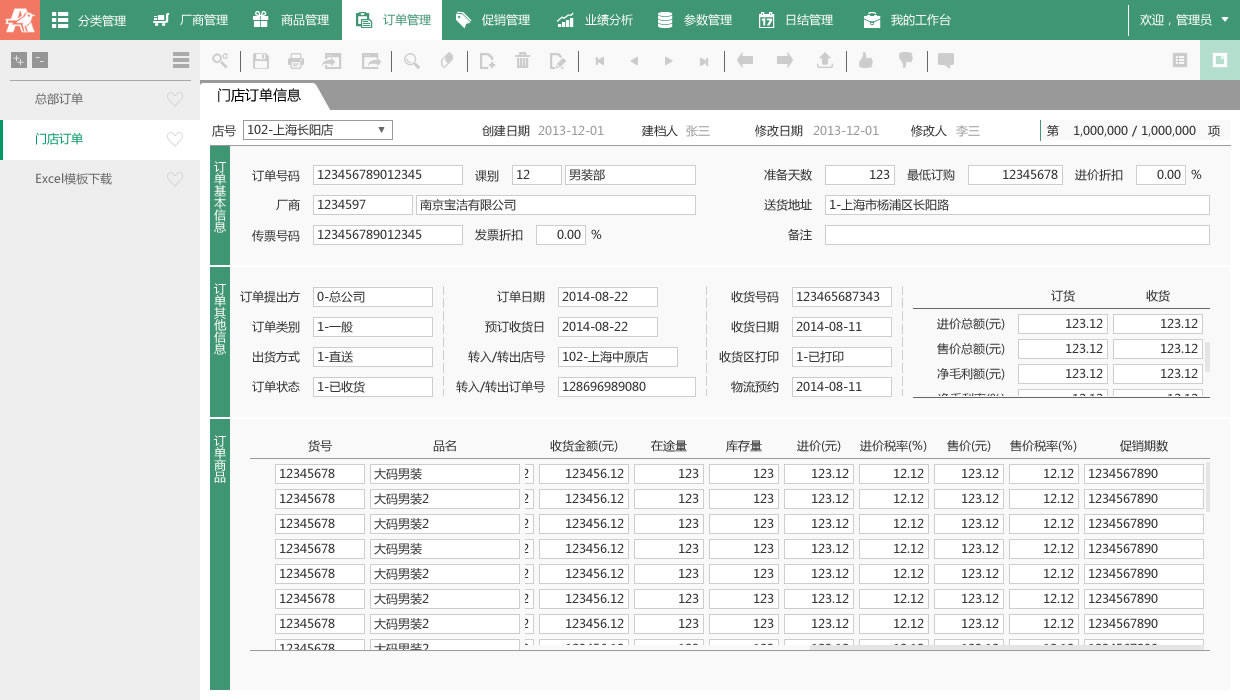 分类管理 厂商管理 商品管理 订单管理 促销管理 业绩分析 参数管理 日结管理 我的工作台 欢迎，管理员
总部订单
门店订单
Excel模板下载
门店订单信息
店号 102-上海长阳店 创建日期 2013-12-01 建档人 张三 修改日期 2013-12-01 修改人 李三 第 1,000,000 / 1,000,000 项
订单基本信息
订单号码 123456789012345 课别 12 男装部 准备天数 123 最低订购 12345678 进价折扣 0.00 %
厂商 1234597 南京宝洁有限公司 送货地址 1-上海市杨浦区长阳路
传票号码 123456789012345 发票折扣 0.00 % 备注
订单其他信息
订货 收货
订单提出方 0-总公司 订单日期 2014-08-22 收货号码 123465687343
进价总额(元) 123.12 123.12
订单类别 1-一般 预订收货日 2014-08-22 收货日期 2014-08-11
售价总额(元) 123.12 123.12
出货方式 1-直送 转入/转出店号 102-上海中原店 收货区打印 1-已打印
净毛利额(元) 123.12 123.12
订单状态 1-已收货 转入/转出订单号 128696989080 物流预约 2014-08-11
订单商品
货号 品名 收货金额(元) 在途量 库存量 进价(元) 进价税率(%) 售价(元) 售价税率(%) 促销期数
12345678 大码男装 2 123456.12 123 123 123.12 12.12 123.12 12.12 1234567890
12345678 大码男装2 2 123456.12 123 123 123.12 12.12 123.12 12.12 1234567890
12345678 大码男装2 2 123456.12 123 123 123.12 12.12 123.12 12.12 1234567890
12345678 大码男装 2 123456.12 123 123 123.12 12.12 123.12 12.12 1234567890
12345678 大码男装2 2 123456.12 123 123 123.12 12.12 123.12 12.12 1234567890
12345678 大码男装2 2 123456.12 123 123 123.12 12.12 123.12 12.12 1234567890
12345678 大码男装2 2 123456.12 123 123 123.12 12.12 123.12 12.12 1234567890
12345678 大码男装2